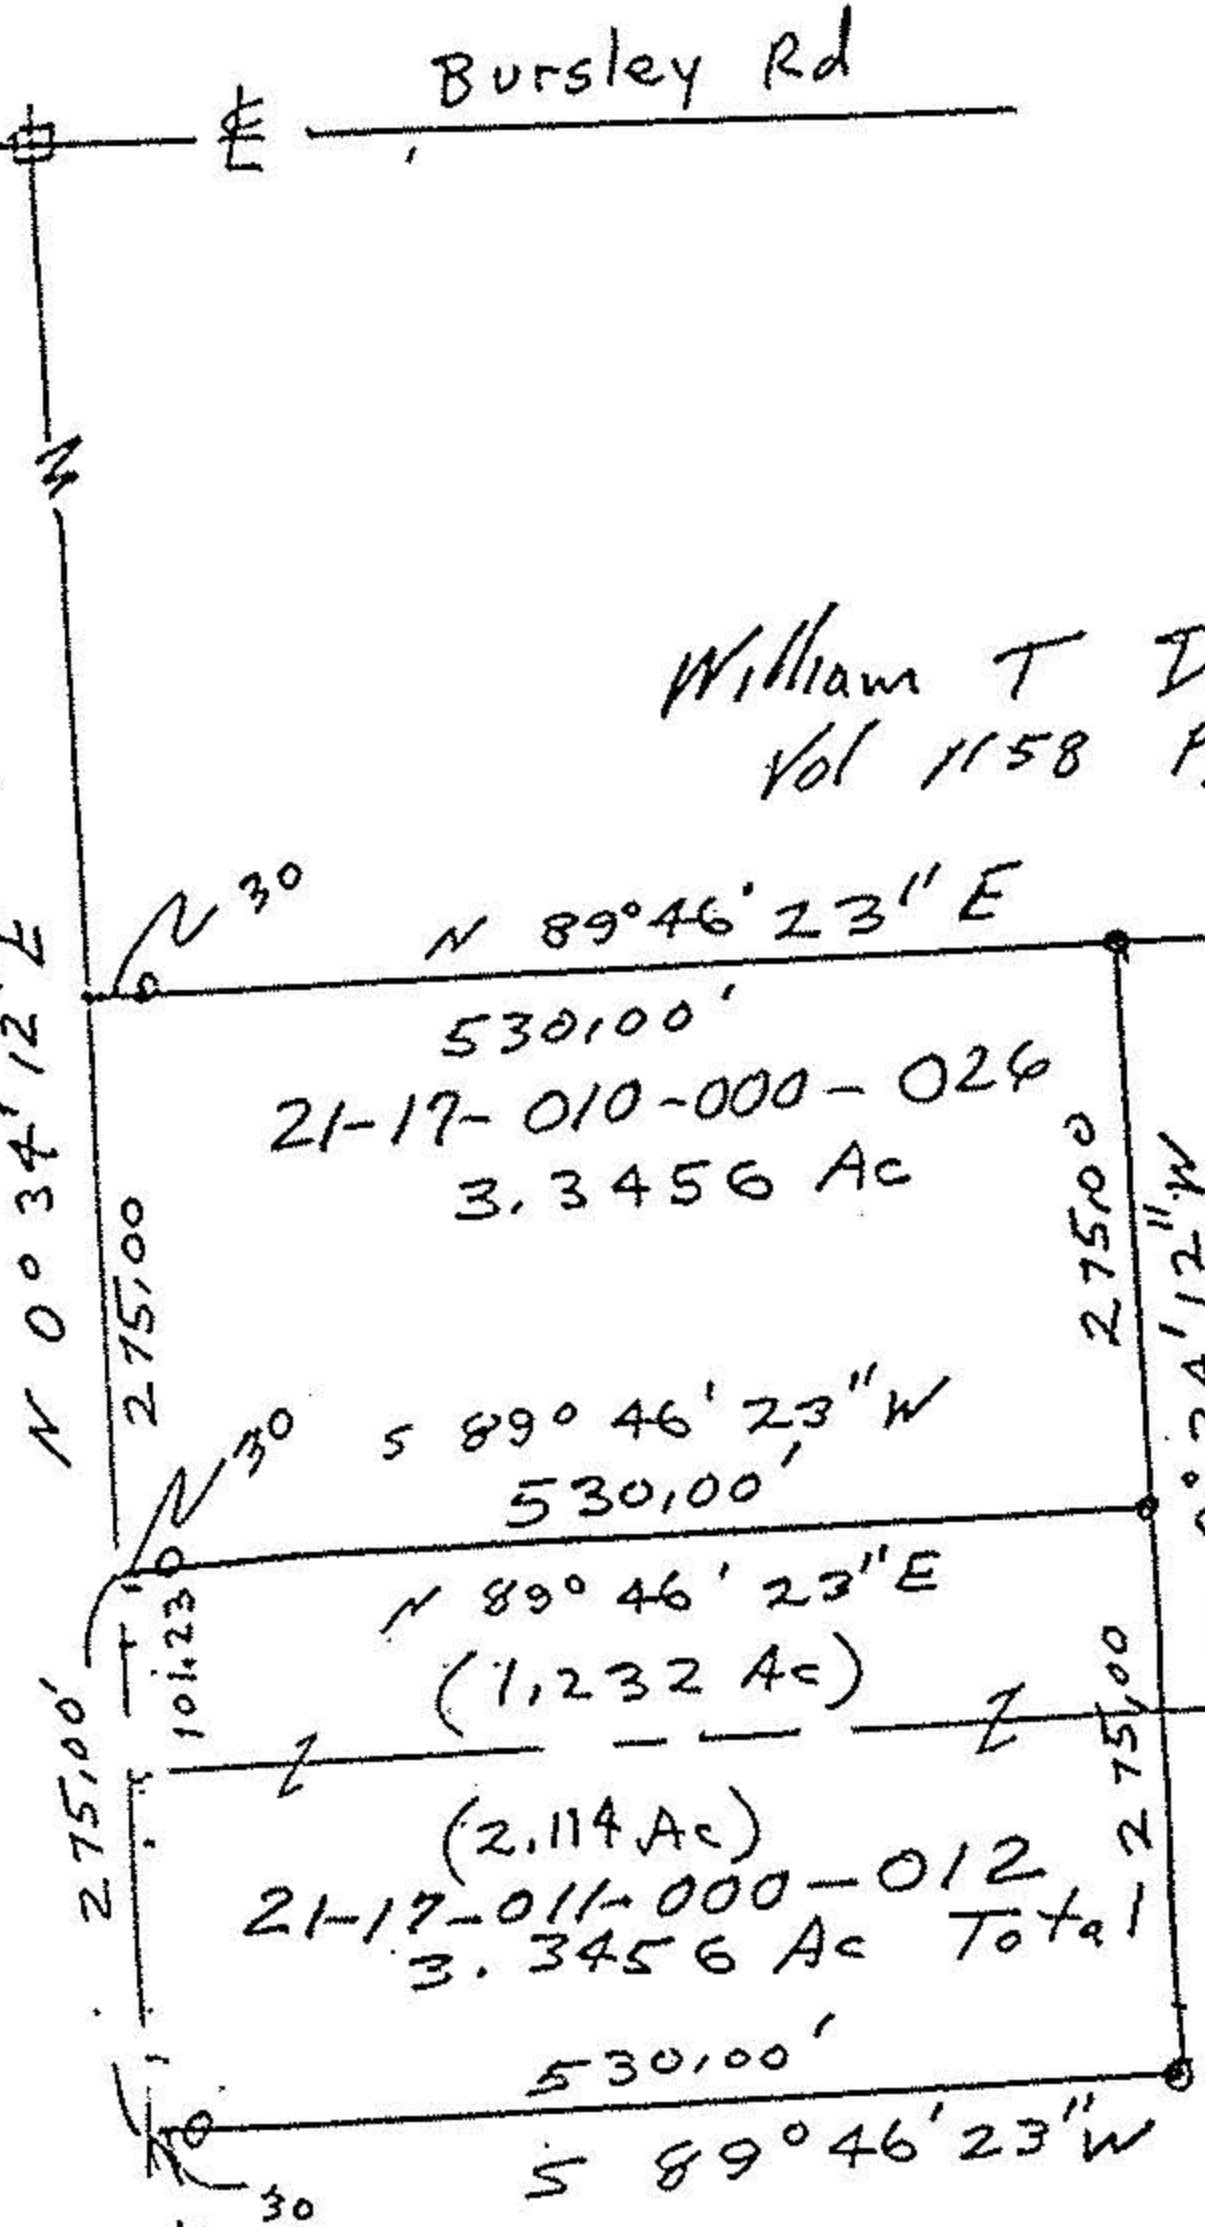 Bursley Rd
℄
William T
Vol 1158
30
N 89°46'23" E
530.00'
21-17-010-000-026
3.3456 Ac
N 0° 34' 12" E
275.00
275.00
30
S 89° 46' 23" W
530.00'
N 89° 46' 23" E
(1.232 Ac)
101.23
275.00'
275.00
(2.114 Ac)
21-17-011-000-012
3.3456 Ac Total
530.00'
S 89° 46' 23" W
30